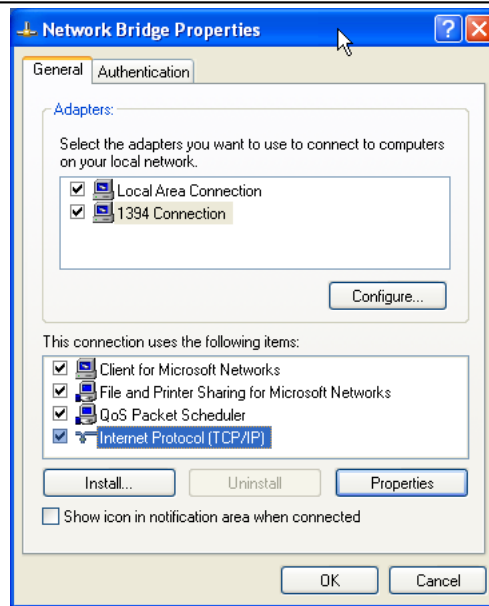 Network Bridge Properties
?
General Authentication
Adapters:
Select the adapters you want to use to connect to computers
on your local network.
Local Area Connection
1394 Connection
Configure...
This connection uses the following items:
Client for Microsoft Networks
File and Printer Sharing for Microsoft Networks
QoS Packet Scheduler
Internet Protocol (TCP/IP)
Install... Uninstall Properties
Show icon in notification area when connected
OK Cancel